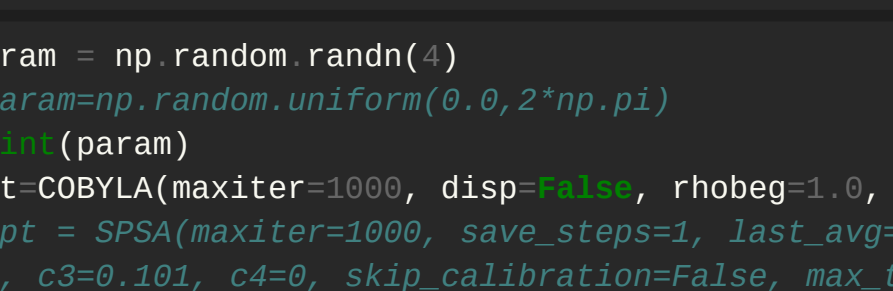 ram = np.random.randn(4)
aram=np.random.uniform(0.0,2*np.pi)
int(param)
t=COBYLA(maxiter=1000, disp=False, rhobeg=1.0,
pt = SPSA(maxiter=1000, save_steps=1, last_avg=
, c3=0.101, c4=0, skip_calibration=False, max_t